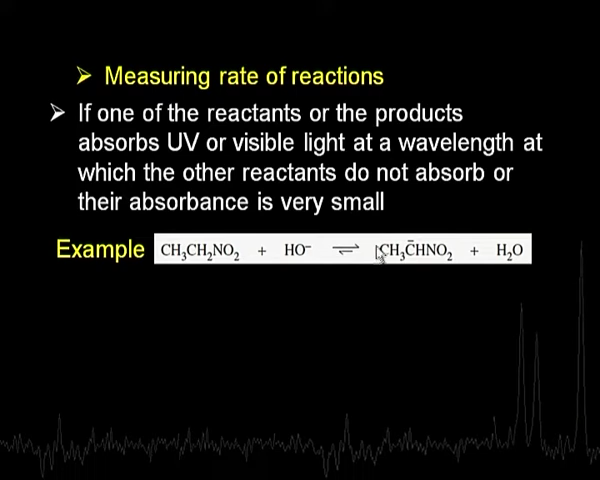 ➢ Measuring rate of reactions
➢ If one of the reactants or the products
absorbs UV or visible light at a wavelength at
which the other reactants do not absorb or
their absorbance is very small
Example CH₃CH₂NO₂ + HO⁻ ⇌ CH₃C̄HNO₂ + H₂O